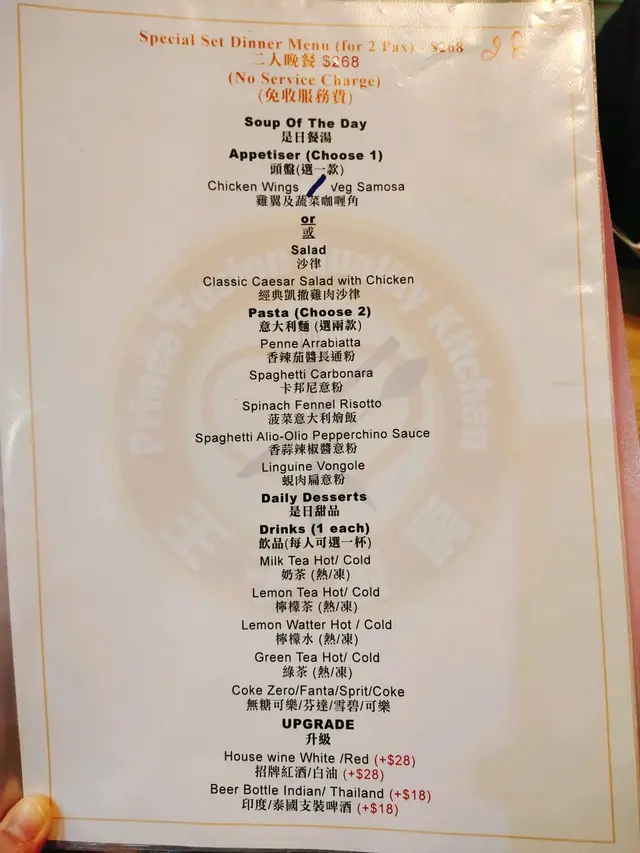 Special Set Dinner Menu (for 2 Pax) - $268
二人晚餐 $268
(No Service Charge)
(免收服務費)
Soup Of The Day
是日餐湯
Appetiser (Choose 1)
頭盤(選一款)
Chicken Wings / Veg Samosa
雞翼及蔬菜咖喱角
or
或
Salad
沙律
Classic Caesar Salad with Chicken
經典凱撒雞肉沙律
Pasta (Choose 2)
意大利麵 (選兩款)
Penne Arrabiatta
香辣茄醬長通粉
Spaghetti Carbonara
卡邦尼意粉
Spinach Fennel Risotto
菠菜意大利燴飯
Spaghetti Alio-Olio Pepperchino Sauce
香蒜辣椒醬意粉
Linguine Vongole
蜆肉扁意粉
Daily Desserts
是日甜品
Drinks (1 each)
飲品(每人可選一杯)
Milk Tea Hot/ Cold
奶茶 (熱/凍)
Lemon Tea Hot/ Cold
檸檬茶 (熱/凍)
Lemon Watter Hot / Cold
檸檬水 (熱/凍)
Green Tea Hot/ Cold
綠茶 (熱/凍)
Coke Zero/Fanta/Sprit/Coke
無糖可樂/芬達/雪碧/可樂
UPGRADE
升級
House wine White /Red (+$28)
招牌紅酒/白油 (+$28)
Beer Bottle Indian/ Thailand (+$18)
印度/泰國支裝啤酒 (+$18)
Prince Fusion Quality Kitchen